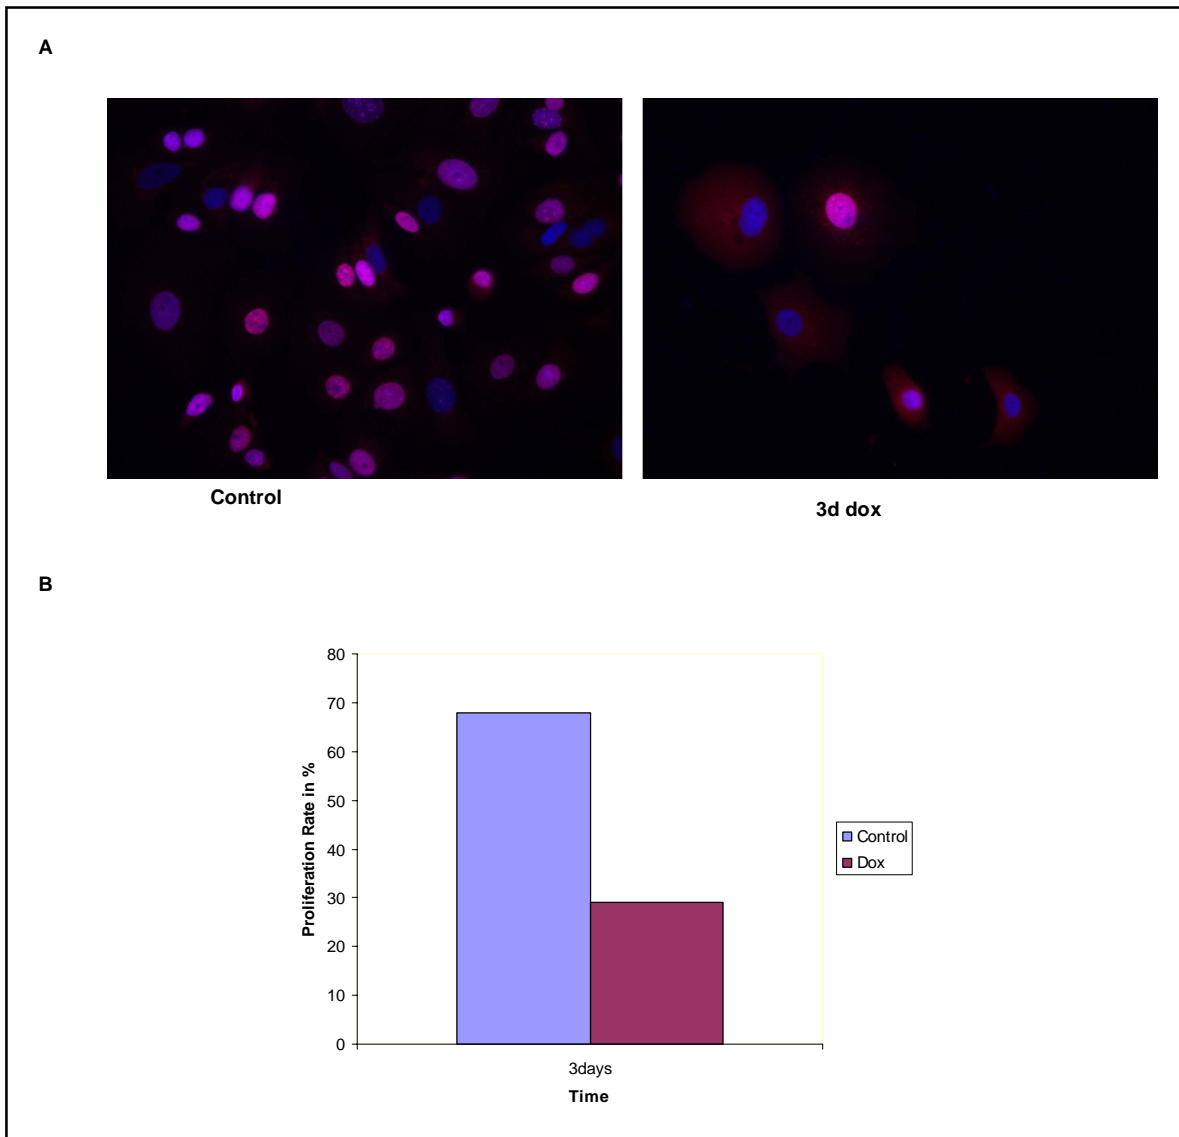 A
Control
3d dox
B
80
70
60
50
40
30
20
10
0
Proliferation Rate in %
3days
Time
Control
Dox